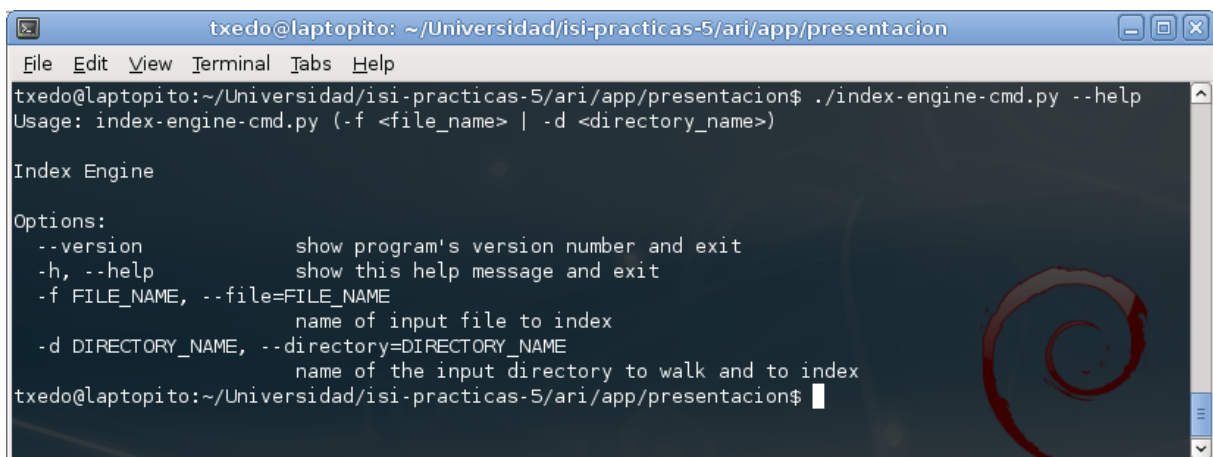 txedo@laptopito: ~/Universidad/isi-practicas-5/ari/app/presentacion
File Edit View Terminal Tabs Help
txedo@laptopito:~/Universidad/isi-practicas-5/ari/app/presentacion$ ./index-engine-cmd.py --help
Usage: index-engine-cmd.py (-f <file_name> | -d <directory_name>)
Index Engine
Options:
--version show program's version number and exit
-h, --help show this help message and exit
-f FILE_NAME, --file=FILE_NAME
name of input file to index
-d DIRECTORY_NAME, --directory=DIRECTORY_NAME
name of the input directory to walk and to index
txedo@laptopito:~/Universidad/isi-practicas-5/ari/app/presentacion$